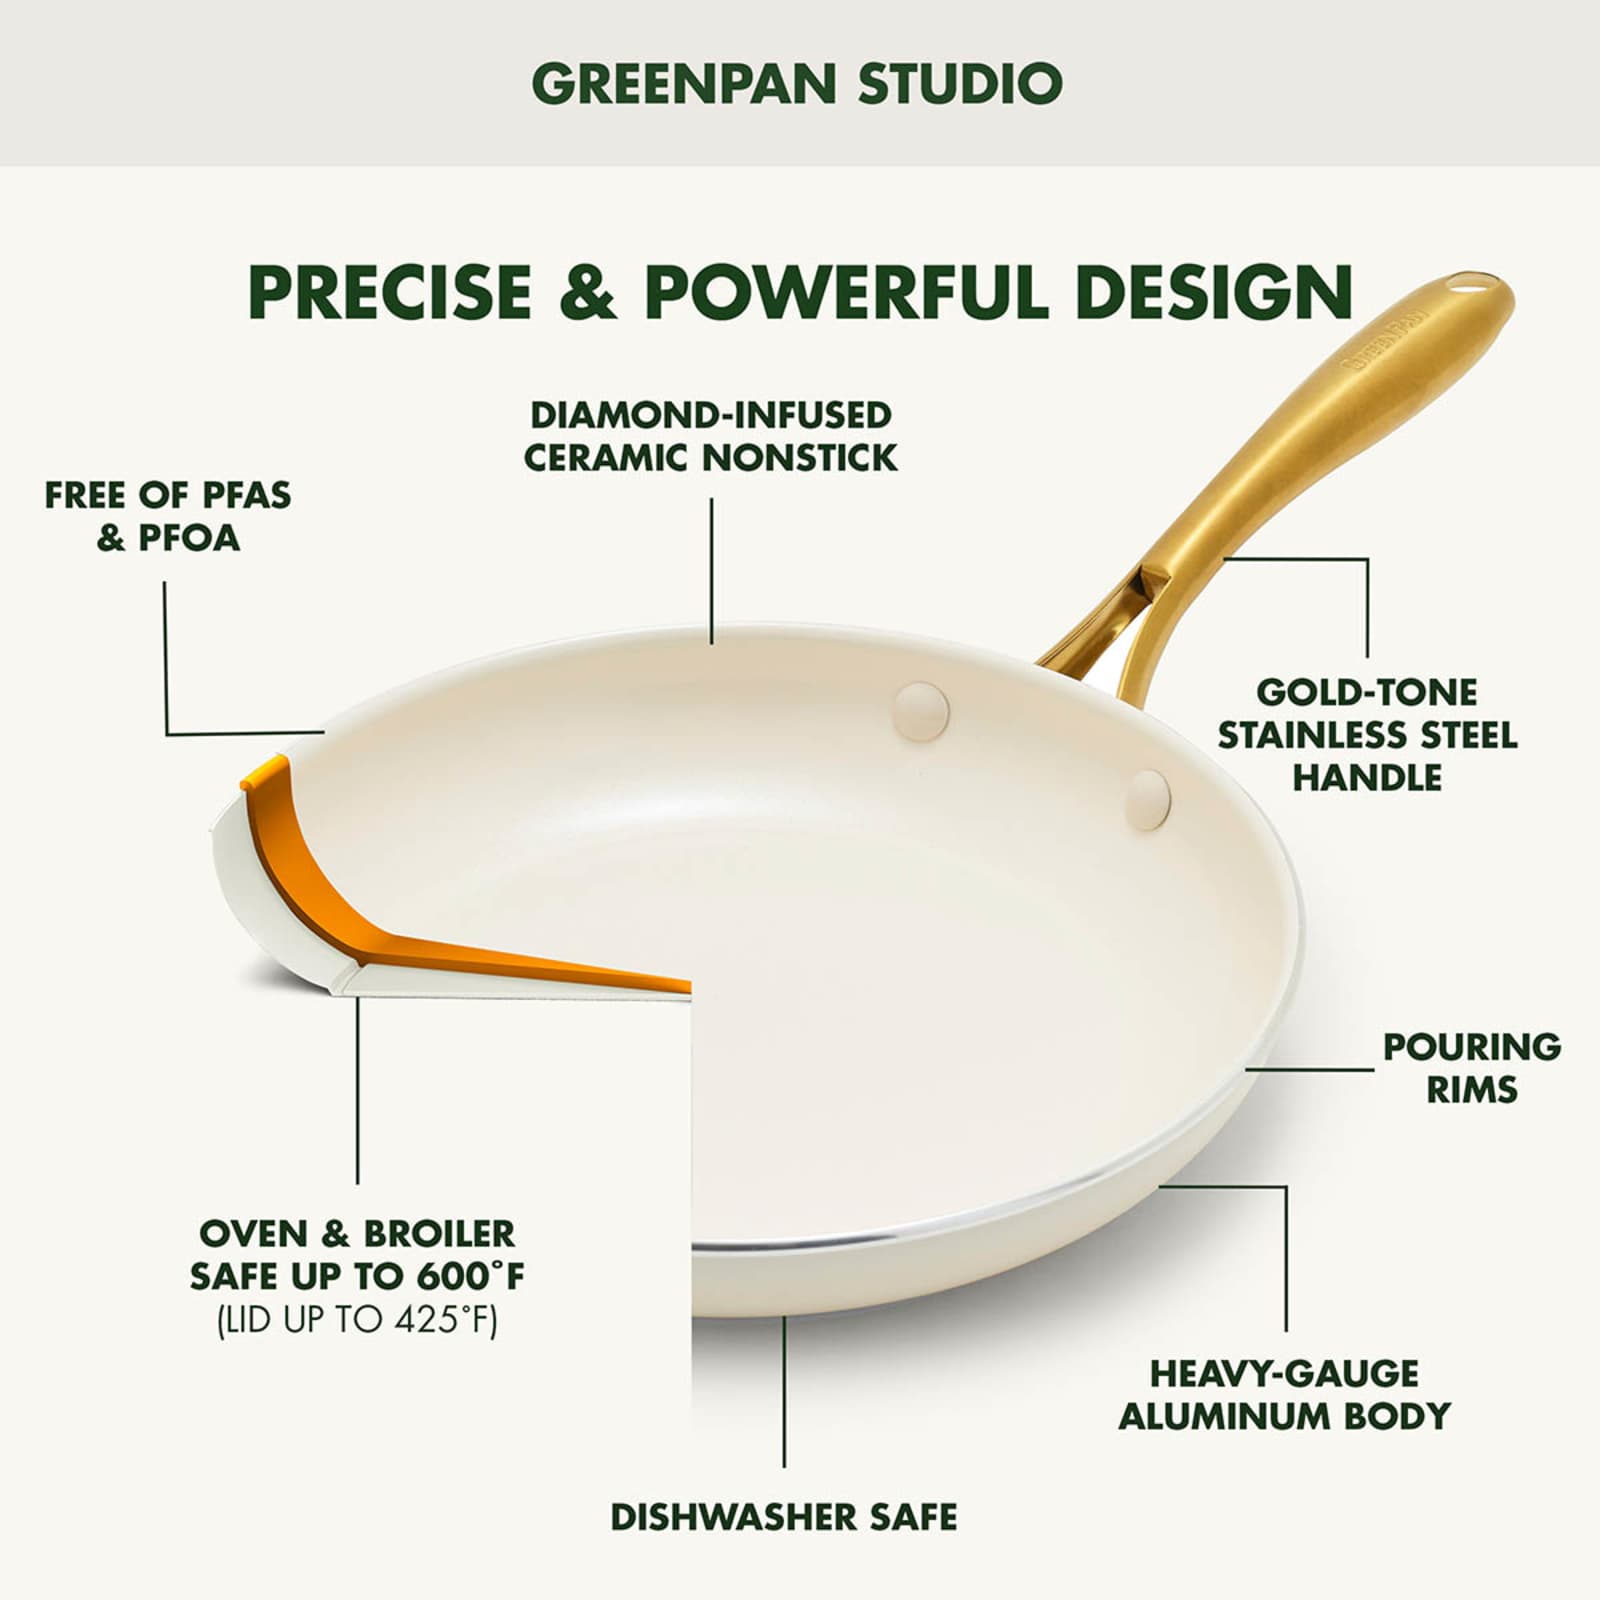 GREENPAN STUDIO
PRECISE & POWERFUL DESIGN
GREENPAN
DIAMOND-INFUSED
CERAMIC NONSTICK
FREE OF PFAS
& PFOA
GOLD-TONE
STAINLESS STEEL
HANDLE
POURING
RIMS
OVEN & BROILER
SAFE UP TO 600°F
(LID UP TO 425°F)
HEAVY-GAUGE
ALUMINUM BODY
DISHWASHER SAFE